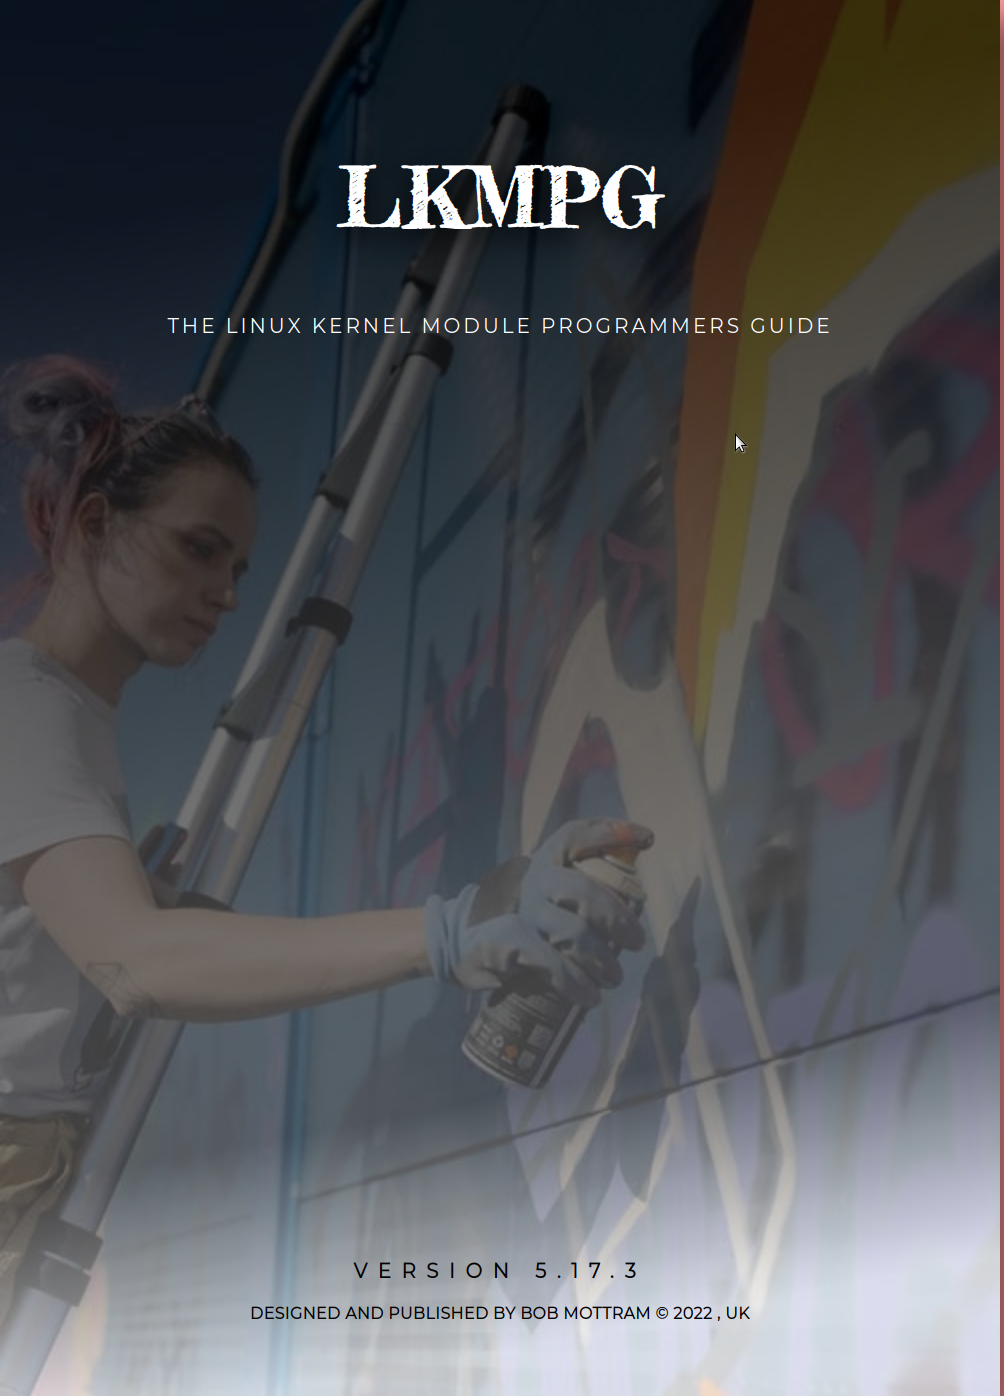 LKMPG
THE LINUX KERNEL MODULE PROGRAMMERS GUIDE
VERSION 5.17.3
DESIGNED AND PUBLISHED BY BOB MOTTRAM © 2022 , UK